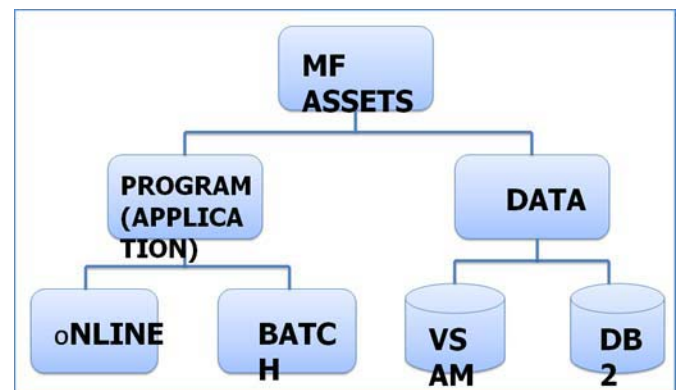 MF
ASSETS
PROGRAM
(APPLICA
TION)
DATA
oNLINE
BATC
H
VS
AM
DB
2